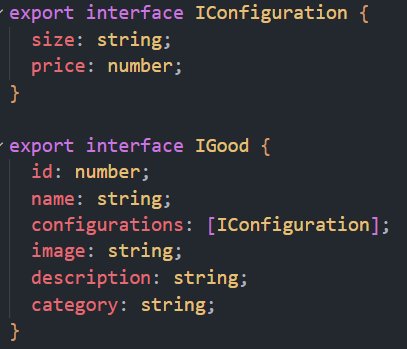 export interface IConfiguration {
  size: string;
  price: number;
}
export interface IGood {
  id: number;
  name: string;
  configurations: [IConfiguration];
  image: string;
  description: string;
  category: string;
}